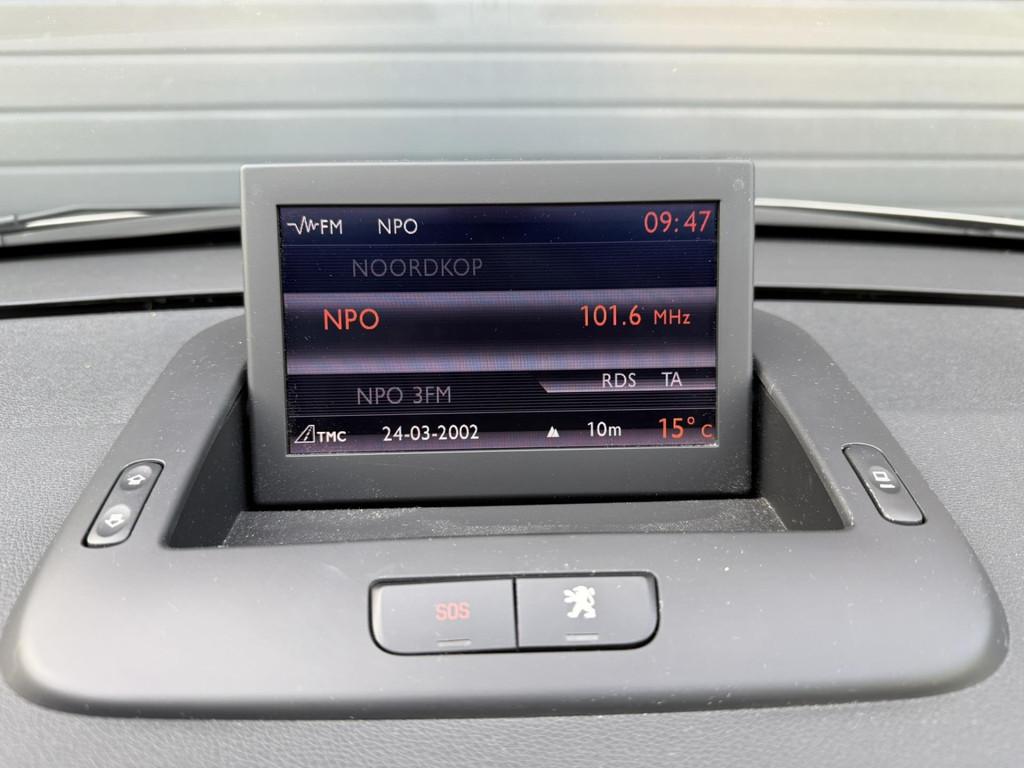 FM NPO 09:47
NOORDKOP
NPO 101.6 MHz
RDS TA
NPO 3FM
TMC 24-03-2002 10m 15° C
SOS